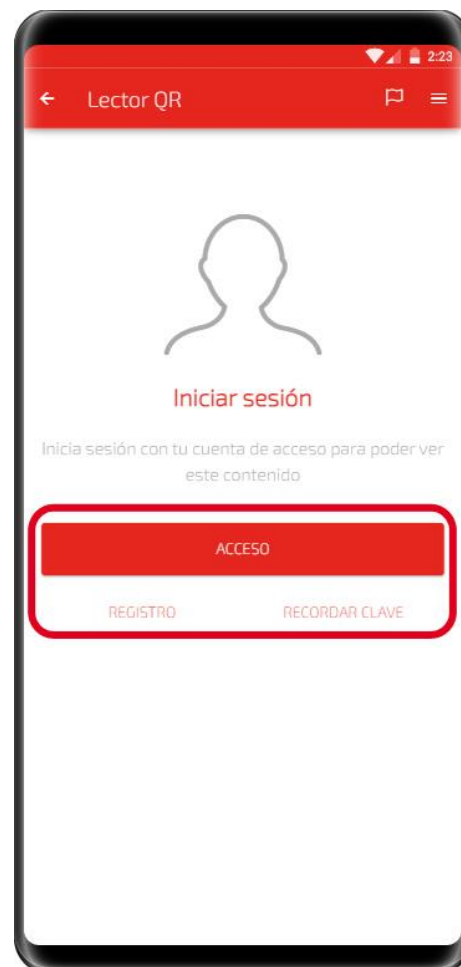 2:23
Lector QR
Iniciar sesión
Inicia sesión con tu cuenta de acceso para poder ver
este contenido
ACCESO
REGISTRO RECORDAR CLAVE